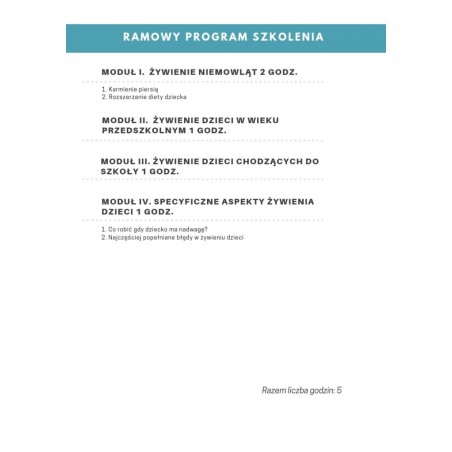 RAMOWY PROGRAM SZKOLENIA
MODUŁ I. ŻYWIENIE NIEMOWLĄT 2 GODZ.
1. Karmienie piersią
2. Rozszerzanie diety dziecka
MODUŁ II. ŻYWIENIE DZIECI W WIEKU
PRZEDSZKOLNYM 1 GODZ.
MODUŁ III. ŻYWIENIE DZIECI CHODZĄCYCH DO
SZKOŁY 1 GODZ.
MODUŁ IV. SPECYFICZNE ASPEKTY ŻYWIENIA
DZIECI 1 GODZ.
1. Co robić gdy dziecko ma nadwagę?
2. Najczęściej popełniane błędy w żywieniu dzieci
Razem liczba godzin: 5